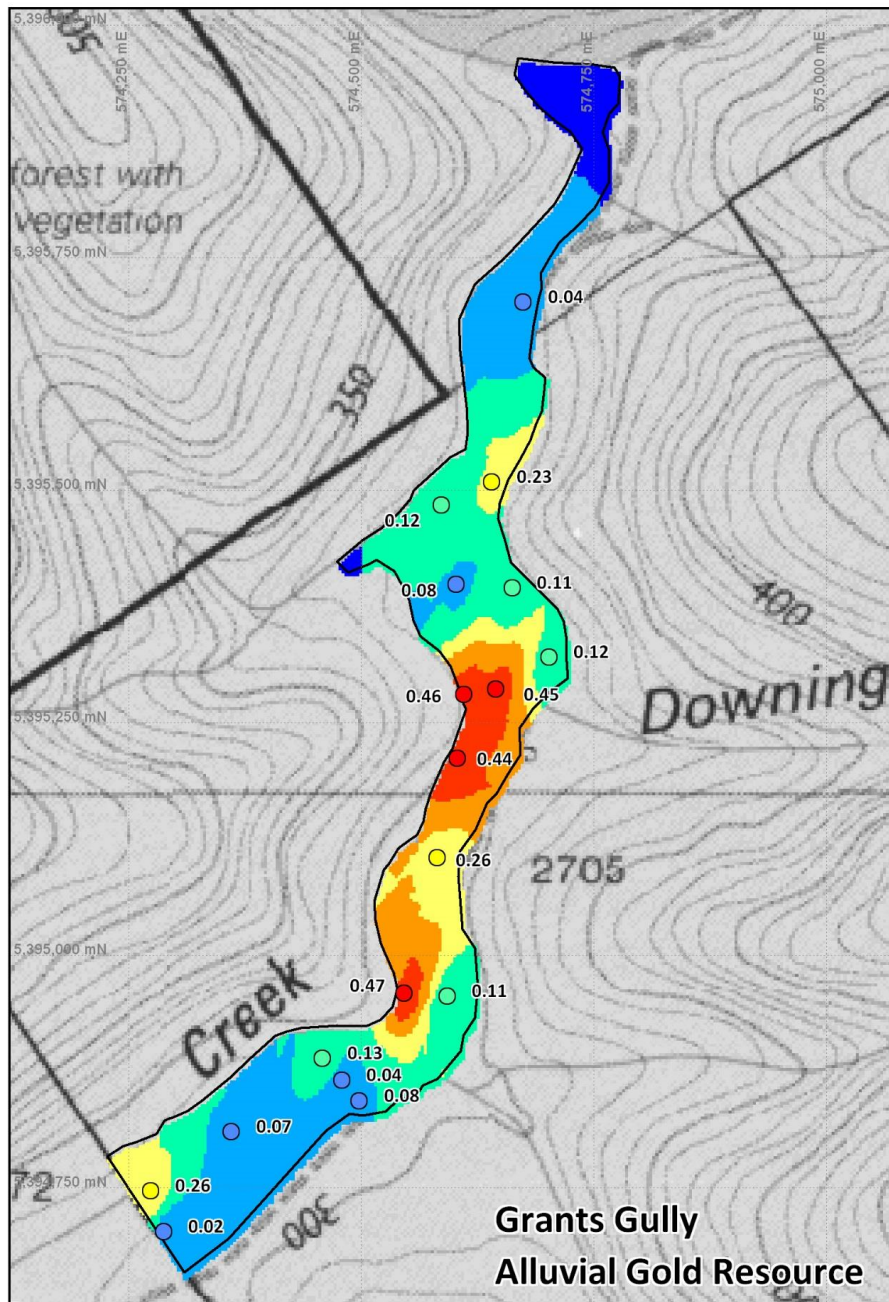 5,396,000 mN
574,250 mE
574,500 mE
574,750 mE
575,000 mE
forest with
vegetation
5,395,750 mN
0.04
350
5,395,500 mN
0.23
0.12
0.08
0.11
400
0.12
0.46
0.45
Downing
5,395,250 mN
0.44
0.26
2705
5,395,000 mN
0.47
0.11
Creek
0.13
0.04
0.08
0.07
72
0.26
5,394,750 mN
0.02
300
Grants Gully
Alluvial Gold Resource